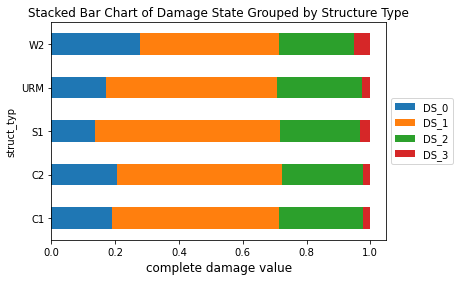 Stacked Bar Chart of Damage State Grouped by Structure Type
struct_typ
W2
URM
S1
C2
C1
0.0 0.2 0.4 0.6 0.8 1.0
complete damage value
DS_0
DS_1
DS_2
DS_3